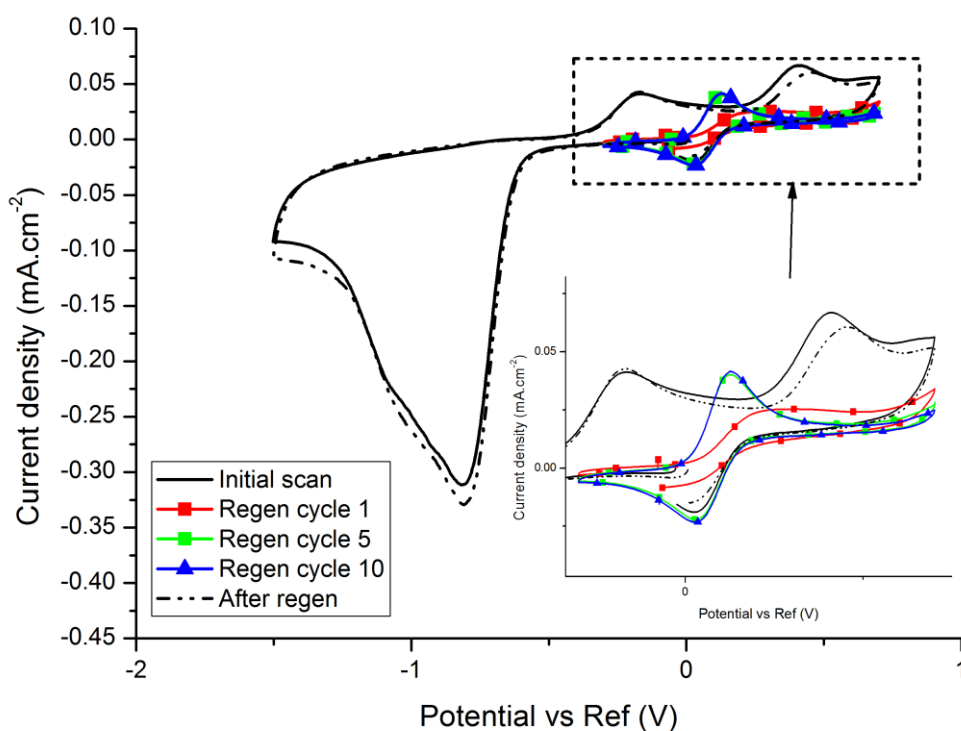 0.10
0.05
0.00
-0.05
-0.10
-0.15
-0.20
-0.25
-0.30
-0.35
-0.40
-0.45
Current density (mA.cm-2)
-2
-1
0
1
Potential vs Ref (V)
Initial scan
Regen cycle 1
Regen cycle 5
Regen cycle 10
After regen
0.05
0.00
Current density (mA.cm-2)
0
Potential vs Ref (V)